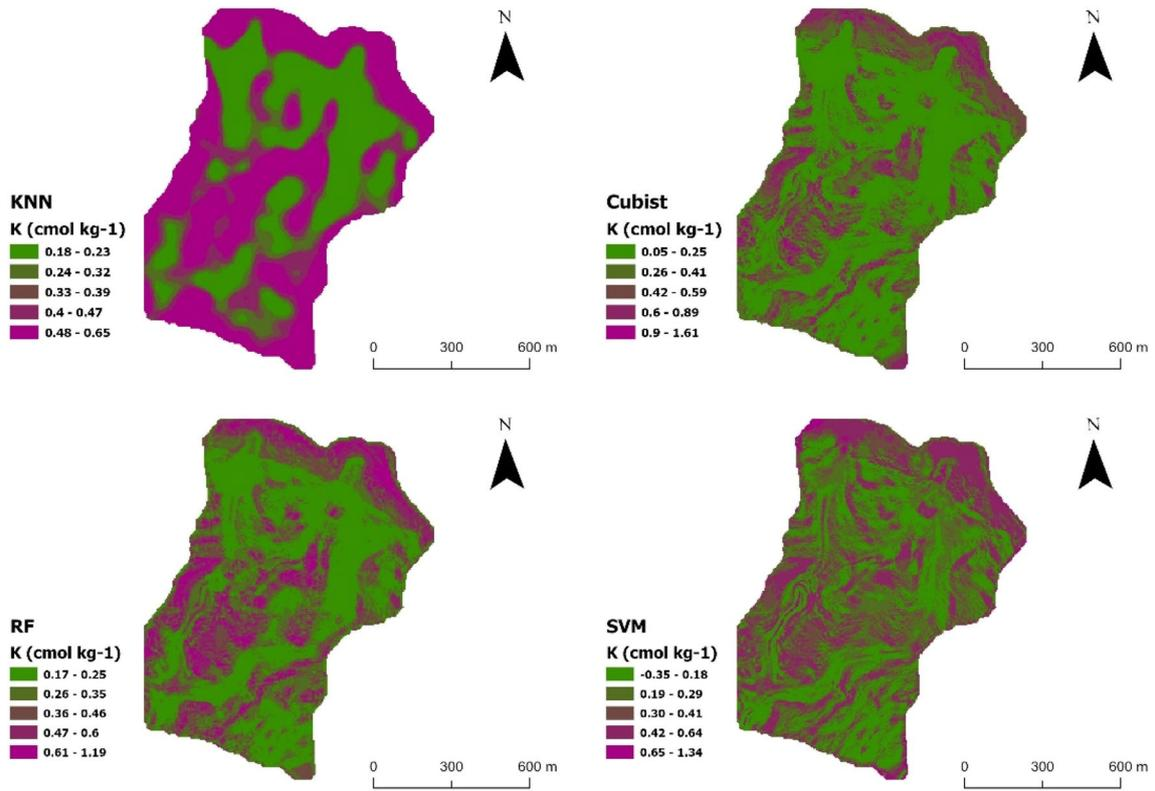 N
KNN
K (cmol kg-1)
0.18 - 0.23
0.24 - 0.32
0.33 - 0.39
0.4 - 0.47
0.48 - 0.65
0 300 600 m
N
Cubist
K (cmol kg-1)
0.05 - 0.25
0.26 - 0.41
0.42 - 0.59
0.6 - 0.89
0.9 - 1.61
0 300 600 m
N
RF
K (cmol kg-1)
0.17 - 0.25
0.26 - 0.35
0.36 - 0.46
0.47 - 0.6
0.61 - 1.19
0 300 600 m
N
SVM
K (cmol kg-1)
-0.35 - 0.18
0.19 - 0.29
0.30 - 0.41
0.42 - 0.64
0.65 - 1.34
0 300 600 m